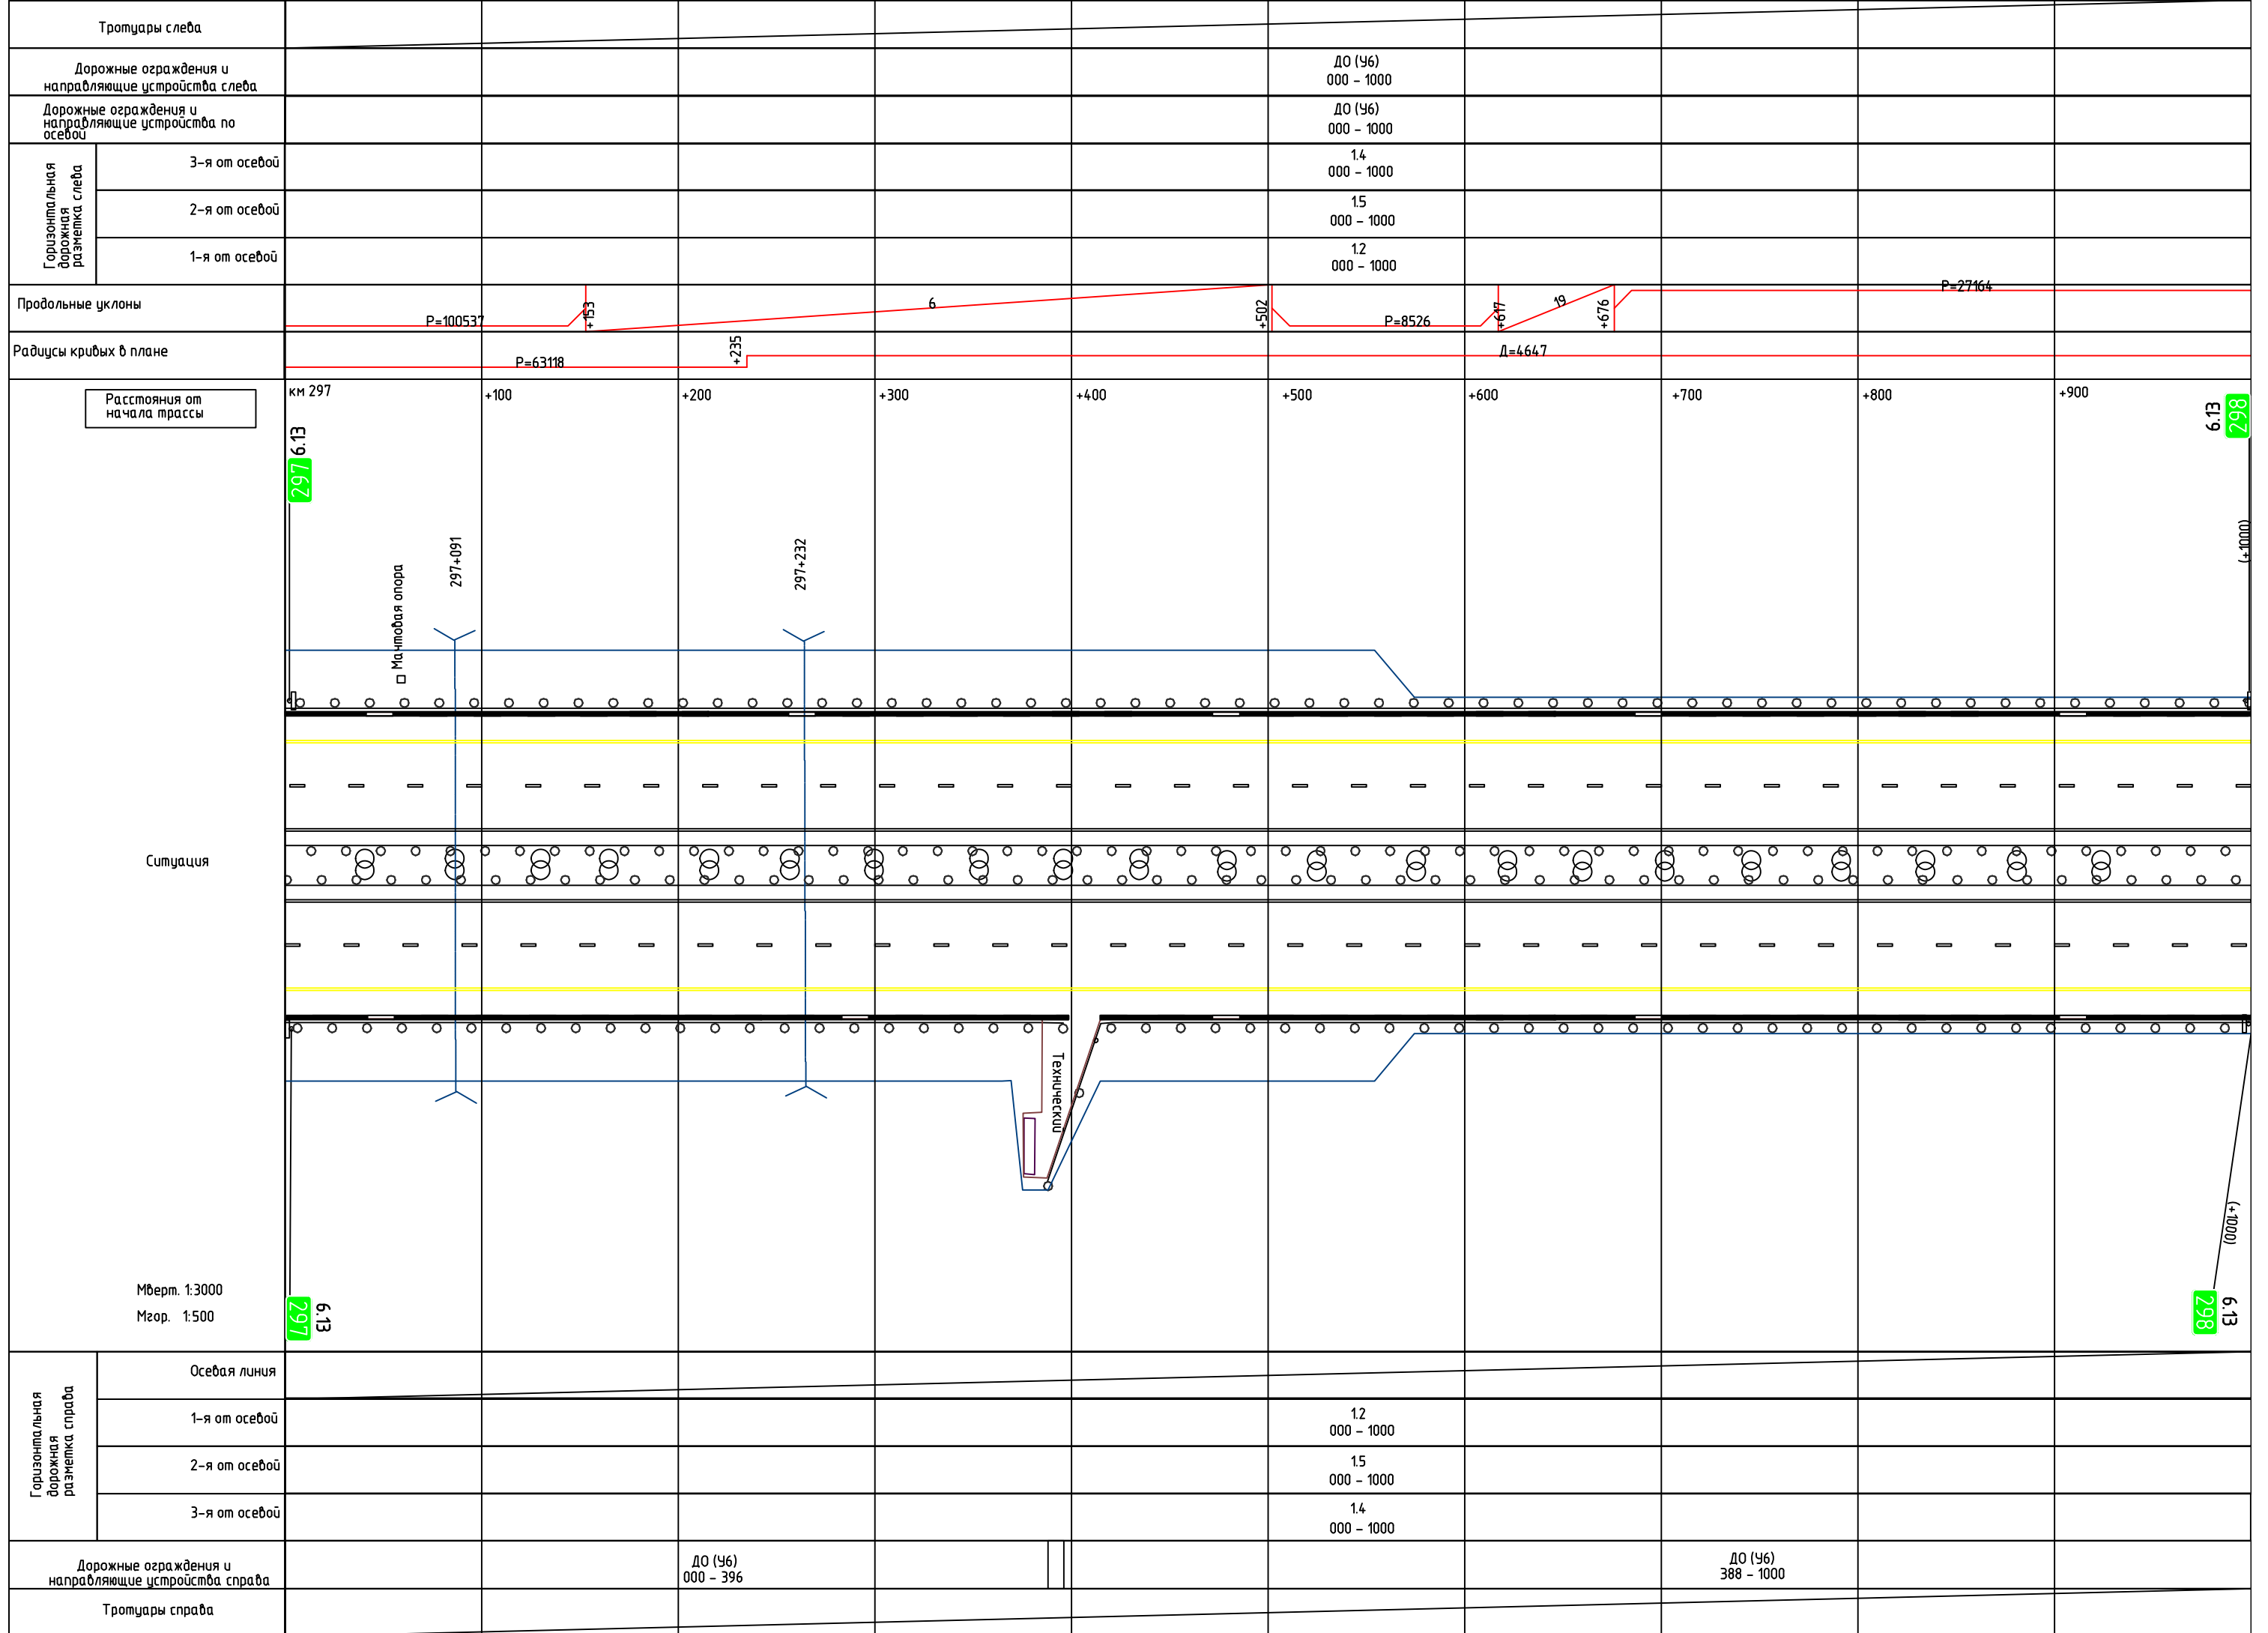 Тротуары слева
Дорожные ограждения и
направляющие устройства слева
ДО (У6)
000 - 1000
Дорожные ограждения и
направляющие устройства по
осевой
ДО (У6)
000 - 1000
Горизонтальная
дорожная
разметка слева
3-я от осевой
1.4
000 - 1000
2-я от осевой
1.5
000 - 1000
1-я от осевой
1.2
000 - 1000
Продольные уклоны
Р=100537
+153
6
+502
Р=8526
+617
19
+676
Р=27164
Радиусы кривых в плане
Р=63118
+235
Д=4647
Расстояния от
начала трассы
км 297
+100
+200
+300
+400
+500
+600
+700
+800
+900
6.13
297
6.13
298
(+1000)
Мачтовая опора
297+091
297+232
Ситуация
Технический
(+1000)
Мверт. 1:3000
Мгор. 1:500
297
6.13
298
6.13
Горизонтальная
дорожная
разметка справа
Осевая линия
1-я от осевой
1.2
000 - 1000
2-я от осевой
1.5
000 - 1000
3-я от осевой
1.4
000 - 1000
Дорожные ограждения и
направляющие устройства справа
ДО (У6)
000 - 396
ДО (У6)
388 - 1000
Тротуары справа